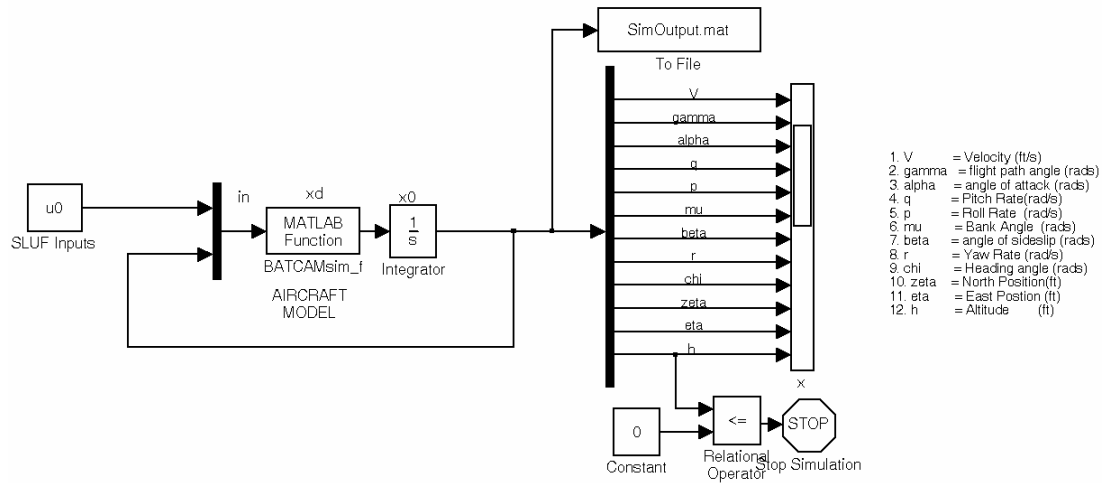 SimOutput.mat
To File
V
gamma
alpha
q
p
mu
beta
r
chi
zeta
eta
h
x
u0
SLUF Inputs
in
xd
MATLAB
Function
BATCAMsim_f
AIRCRAFT
MODEL
x0
1
s
Integrator
0
Constant
<=
Relational
Operator
STOP
Stop Simulation
1. V = Velocity (ft/s)
2. gamma = flight path angle (rads)
3. alpha = angle of attack (rads)
4. q = Pitch Rate(rad/s)
5. p = Roll Rate (rad/s)
6. mu = Bank Angle (rads)
7. beta = angle of sideslip (rads)
8. r = Yaw Rate (rad/s)
9. chi = Heading angle (rads)
10. zeta = North Position(ft)
11. eta = East Postion (ft)
12. h = Altitude (ft)